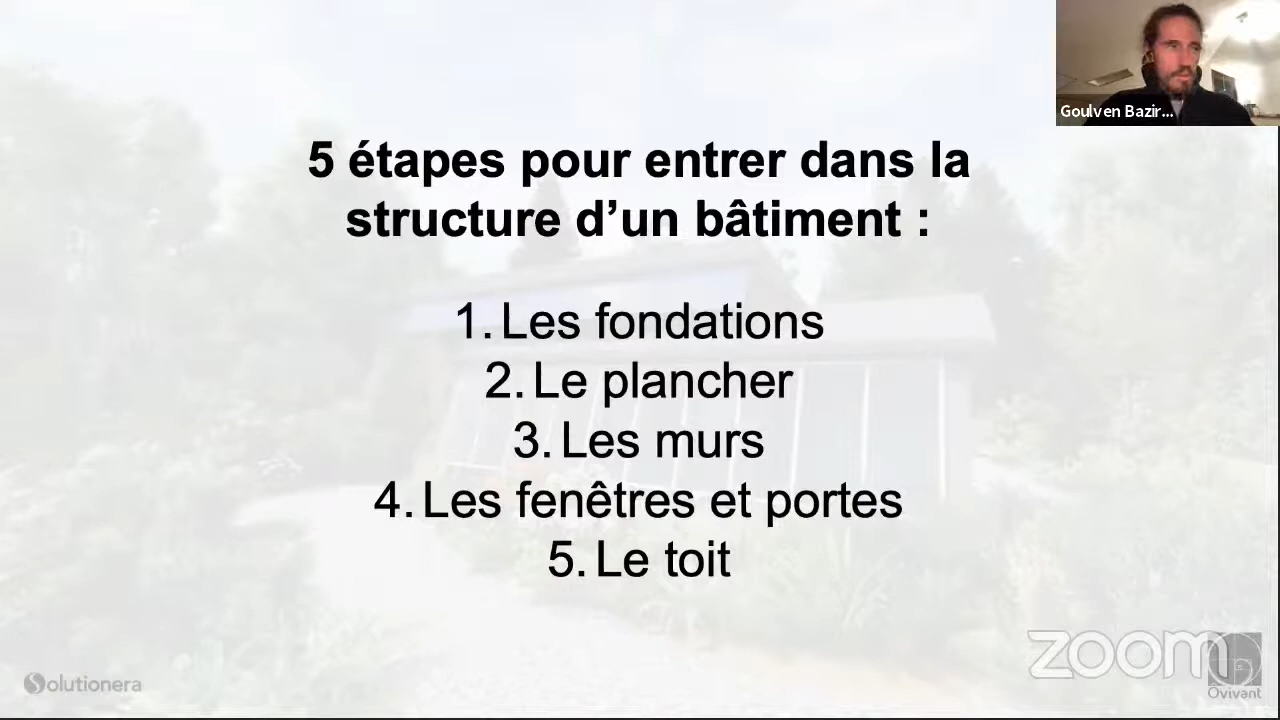 Goulven Bazir...
5 étapes pour entrer dans la
structure d’un bâtiment :
1. Les fondations
2. Le plancher
3. Les murs
4. Les fenêtres et portes
5. Le toit
zoom
Solutionera
Ovivant